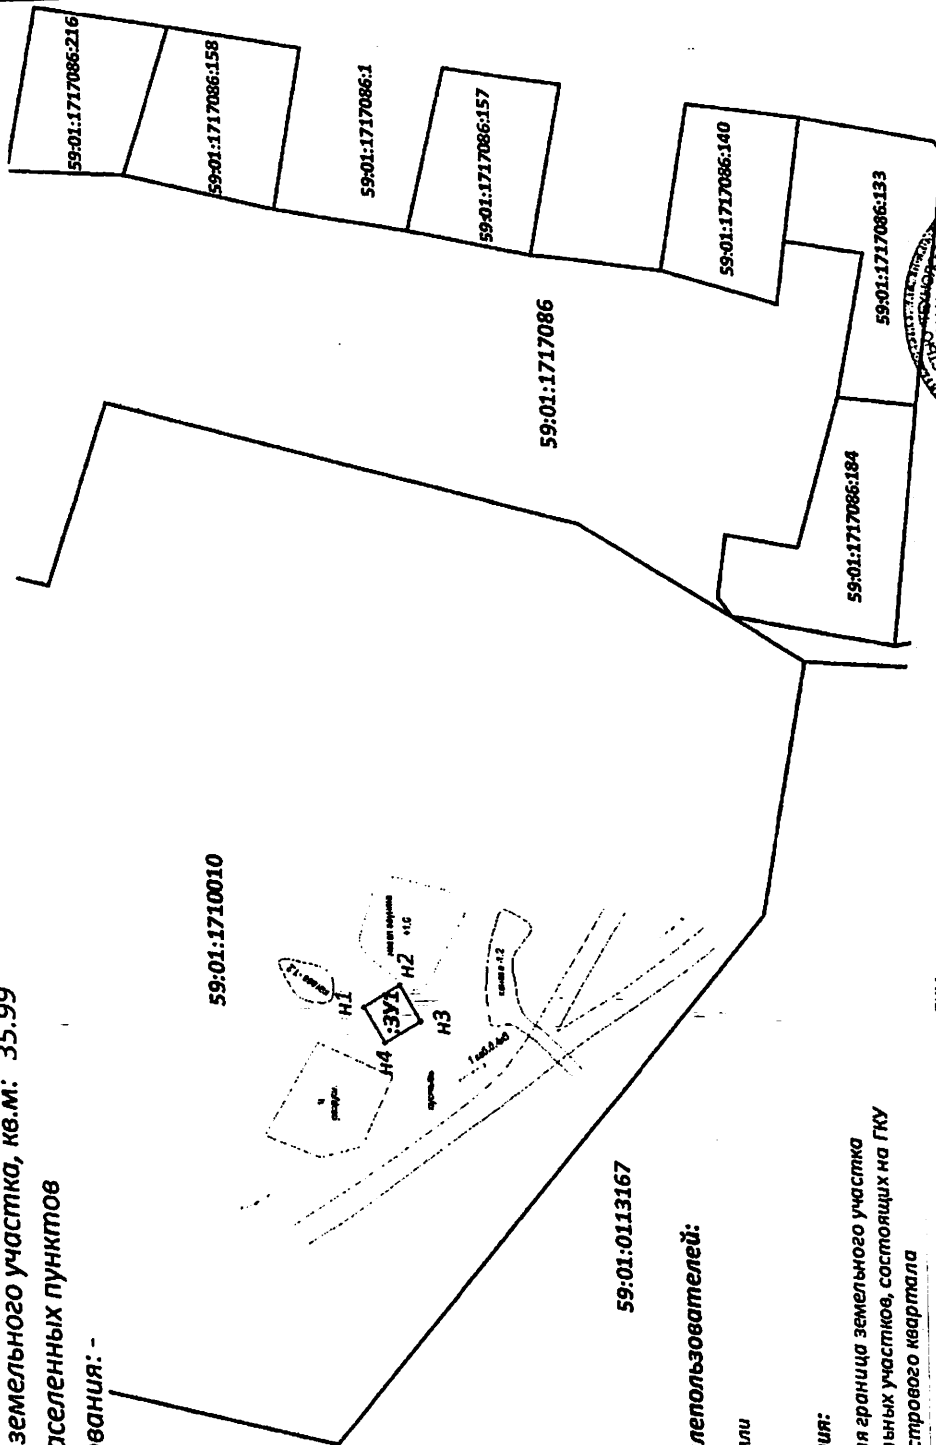 земельного участка, кв.м: 35.99
аселенных пунктов
ования: -
59:01:1717086:216
59:01:1717086:158
59:01:1717086:1
59:01:1717086:157
59:01:1717086:140
59:01:1717086:133
59:01:1717086:184
59:01:1717086
59:01:1710010
н1
н2
:ЗУ1
н3
н4
59:01:0113167
лепользователей:
или
ия:
я граница земельного участка
ьных участков, состоящих на ГКУ
стрового квартала